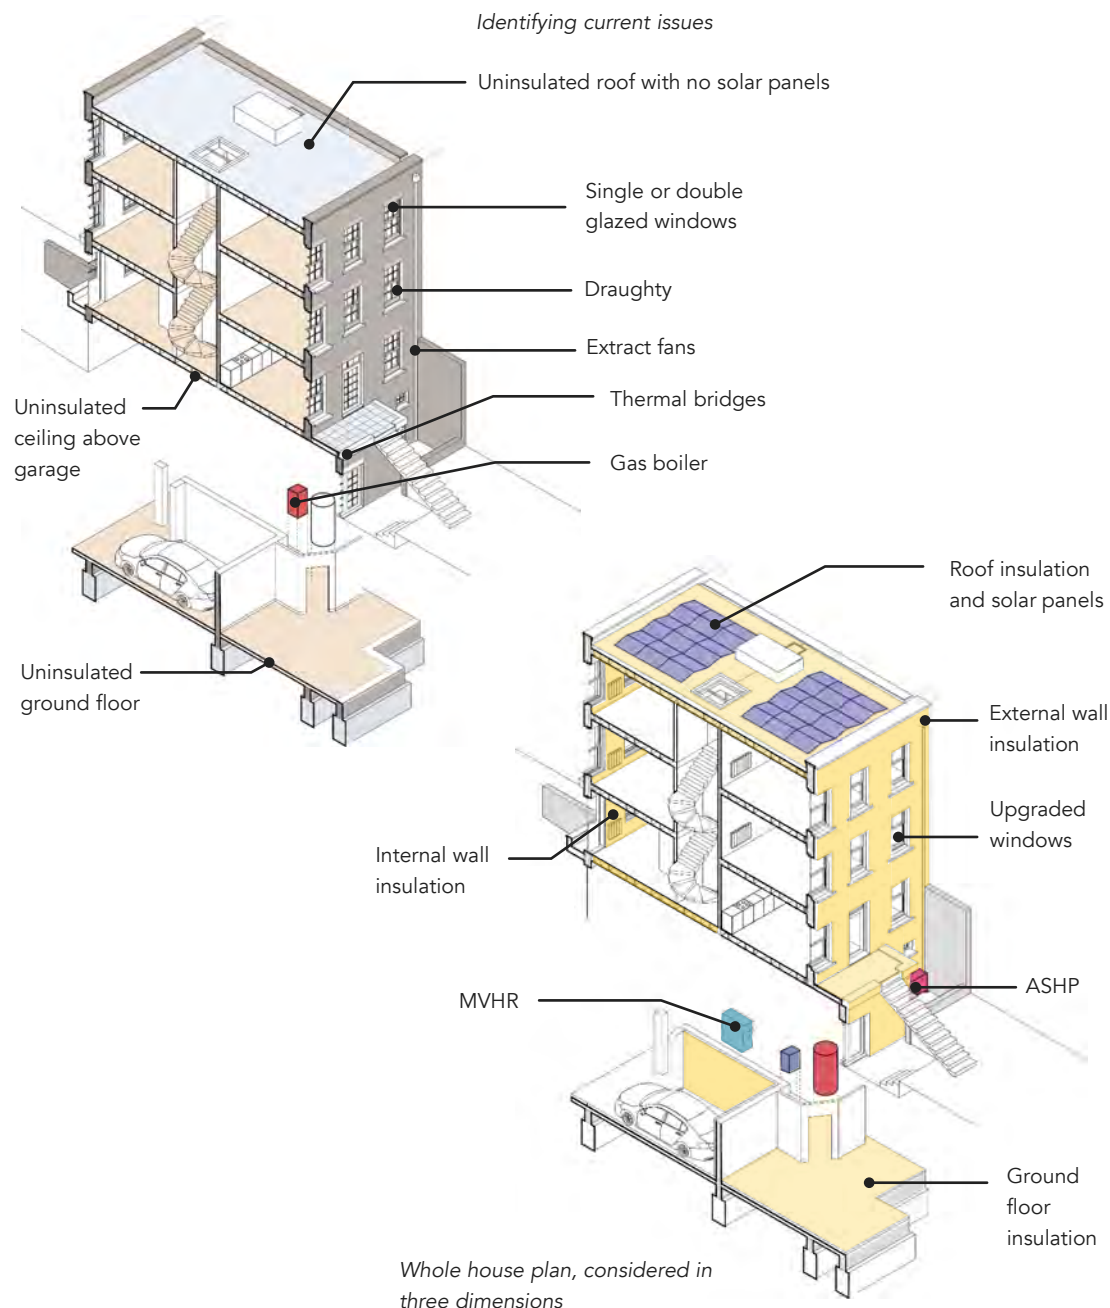 Identifying current issues
Uninsulated roof with no solar panels
Single or double
glazed windows
Draughty
Extract fans
Thermal bridges
Gas boiler
Uninsulated
ceiling above
garage
Uninsulated
ground floor
Roof insulation
and solar panels
External wall
insulation
Upgraded
windows
Internal wall
insulation
ASHP
MVHR
Ground
floor
insulation
Whole house plan, considered in
three dimensions